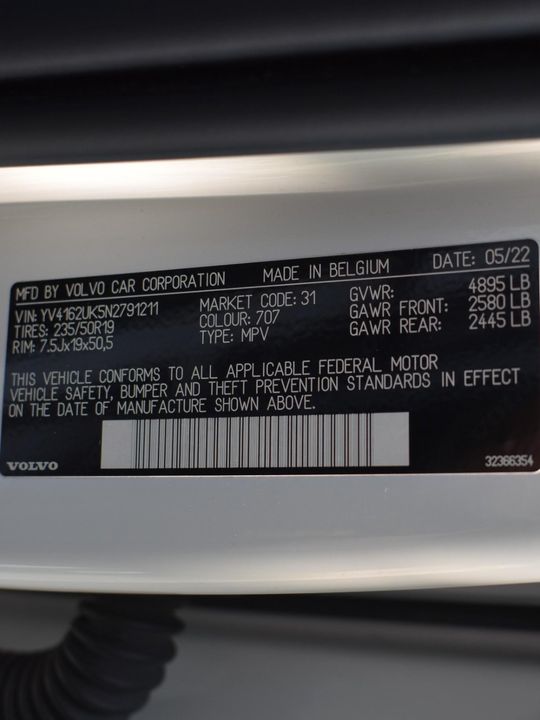 MFD BY VOLVO CAR CORPORATION MADE IN BELGIUM DATE: 05/22
VIN: YV4162UK5N2791211 MARKET CODE: 31 GVWR: 4895 LB
TIRES: 235/50R19 COLOUR: 707 GAWR FRONT: 2580 LB
RIM: 7.5Jx19x50,5 TYPE: MPV GAWR REAR: 2445 LB
THIS VEHICLE CONFORMS TO ALL APPLICABLE FEDERAL MOTOR
VEHICLE SAFETY, BUMPER AND THEFT PREVENTION STANDARDS IN EFFECT
ON THE DATE OF MANUFACTURE SHOWN ABOVE.
VOLVO 32366354